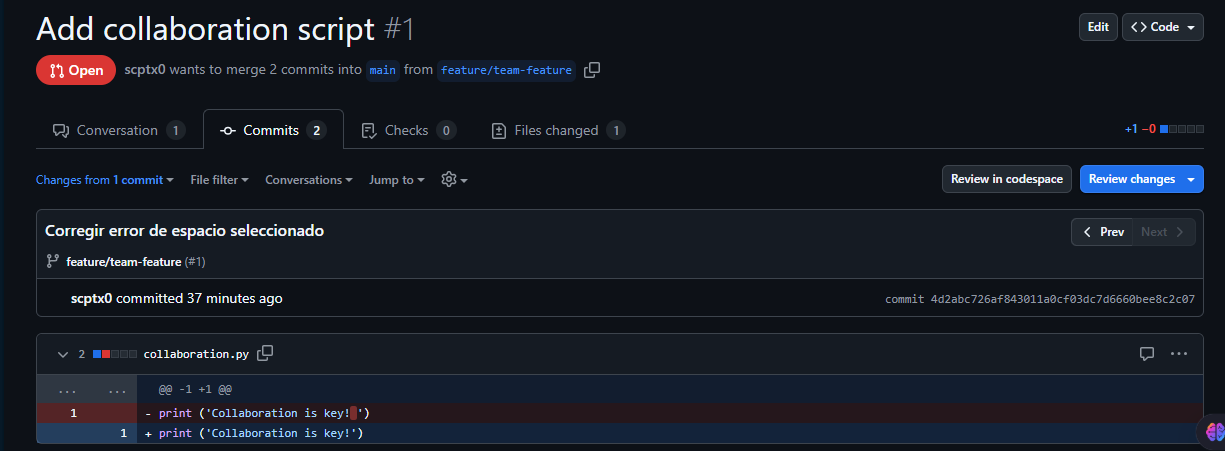 Add collaboration script #1
Edit
Code
Open
scptx0 wants to merge 2 commits into main from feature/team-feature
Conversation 1
Commits 2
Checks 0
Files changed 1
+1 −0
Changes from 1 commit
File filter
Conversations
Jump to
Review in codespace
Review changes
Corregir error de espacio seleccionado
Prev
Next
feature/team-feature (#1)
scptx0 committed 37 minutes ago
commit 4d2abc726af843011a0cf03dc7d6660bee8c2c07
2
collaboration.py
... ... @@ -1 +1 @@
1 - print ('Collaboration is key! ')
1 + print ('Collaboration is key!')